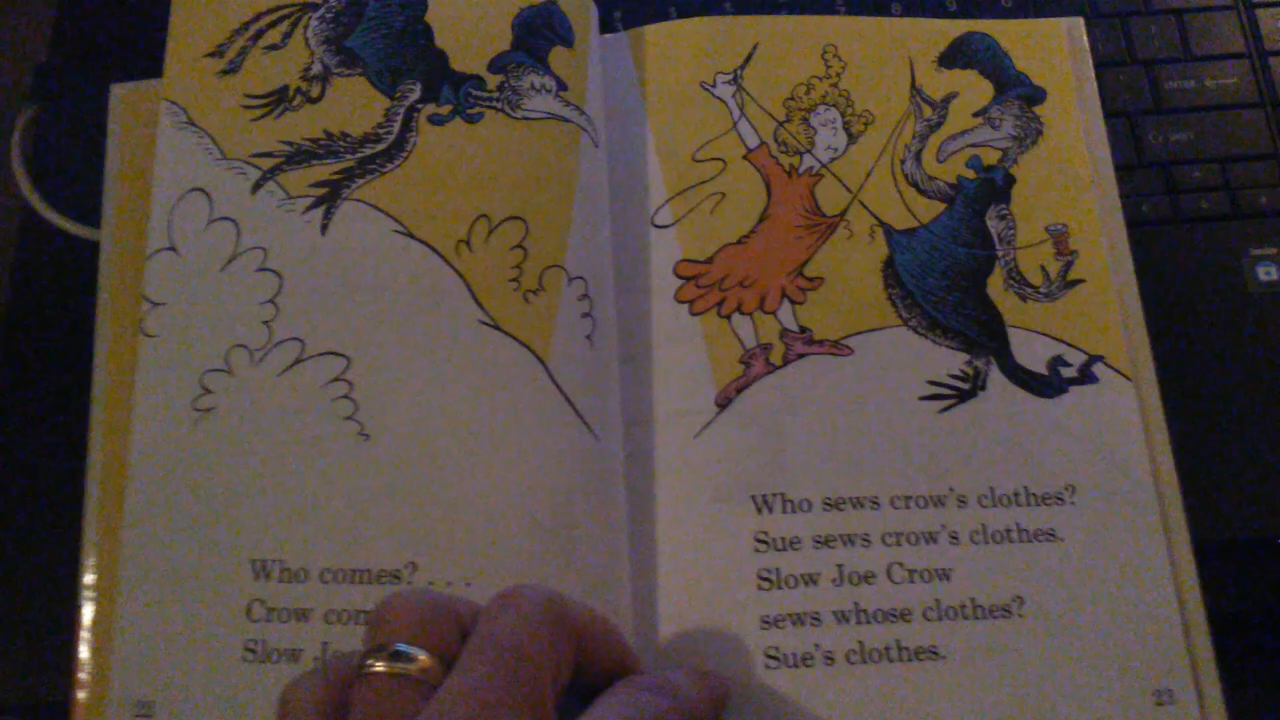 Who comes? . . .
Crow
Slow
Who sews crow's clothes?
Sue sews crow's clothes.
Slow Joe Crow
sews whose clothes?
Sue's clothes.
23
ENTER